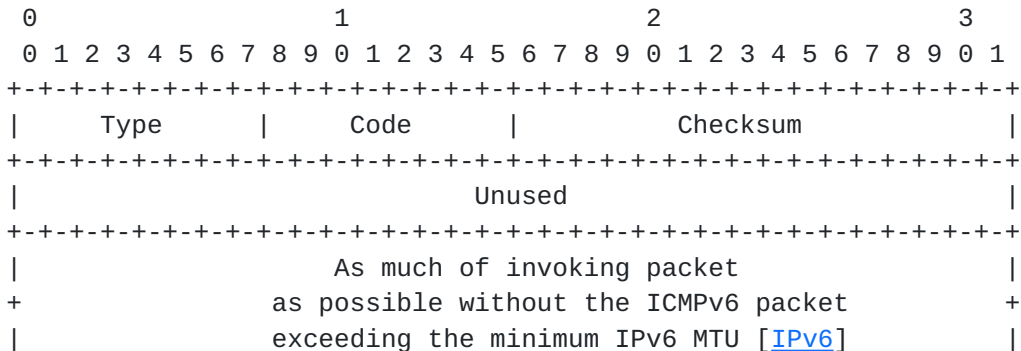 0                   1                   2                   3
 0 1 2 3 4 5 6 7 8 9 0 1 2 3 4 5 6 7 8 9 0 1 2 3 4 5 6 7 8 9 0 1
+-+-+-+-+-+-+-+-+-+-+-+-+-+-+-+-+-+-+-+-+-+-+-+-+-+-+-+-+-+-+-+-+
|     Type      |     Code      |          Checksum             |
+-+-+-+-+-+-+-+-+-+-+-+-+-+-+-+-+-+-+-+-+-+-+-+-+-+-+-+-+-+-+-+-+
|                             Unused                            |
+-+-+-+-+-+-+-+-+-+-+-+-+-+-+-+-+-+-+-+-+-+-+-+-+-+-+-+-+-+-+-+-+
|                    As much of invoking packet                 |
+                as possible without the ICMPv6 packet          +
|                exceeding the minimum IPv6 MTU [IPv6]          |